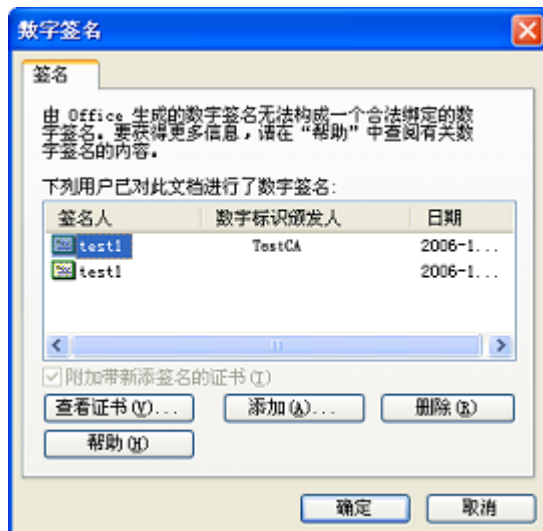 数字签名
签名
由 Office 生成的数字签名无法构成一个合法绑定的数
字签名。要获得更多信息，请在“帮助”中查阅有关数
字签名的内容。
下列用户已对此文档进行了数字签名:
签名人 数字标识颁发人 日期
test1 TestCA 2006-1...
test1 2006-1...
附加带新添签名的证书(I)
查看证书(V)... 添加(A)... 删除(R)
帮助(H)
确定 取消